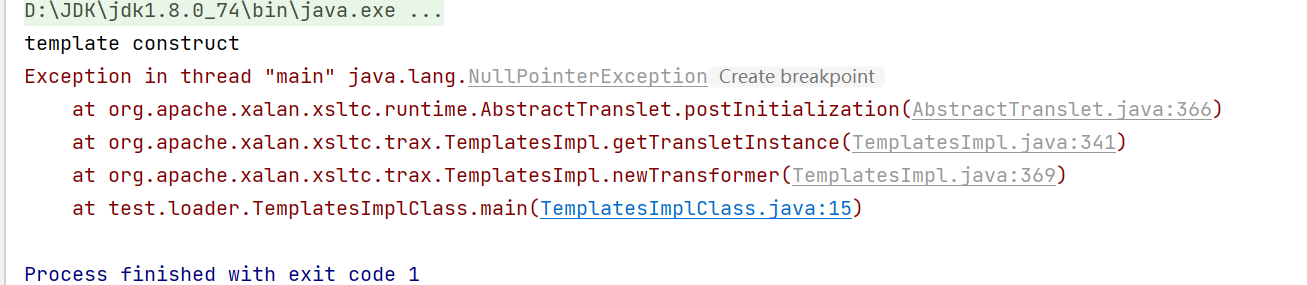 D:\JDK\jdk1.8.0_74\bin\java.exe ...
template construct
Exception in thread "main" java.lang.NullPointerException Create breakpoint
    at org.apache.xalan.xsltc.runtime.AbstractTranslet.postInitialization(AbstractTranslet.java:366)
    at org.apache.xalan.xsltc.trax.TemplatesImpl.getTransletInstance(TemplatesImpl.java:341)
    at org.apache.xalan.xsltc.trax.TemplatesImpl.newTransformer(TemplatesImpl.java:369)
    at test.loader.TemplatesImplClass.main(TemplatesImplClass.java:15)
Process finished with exit code 1